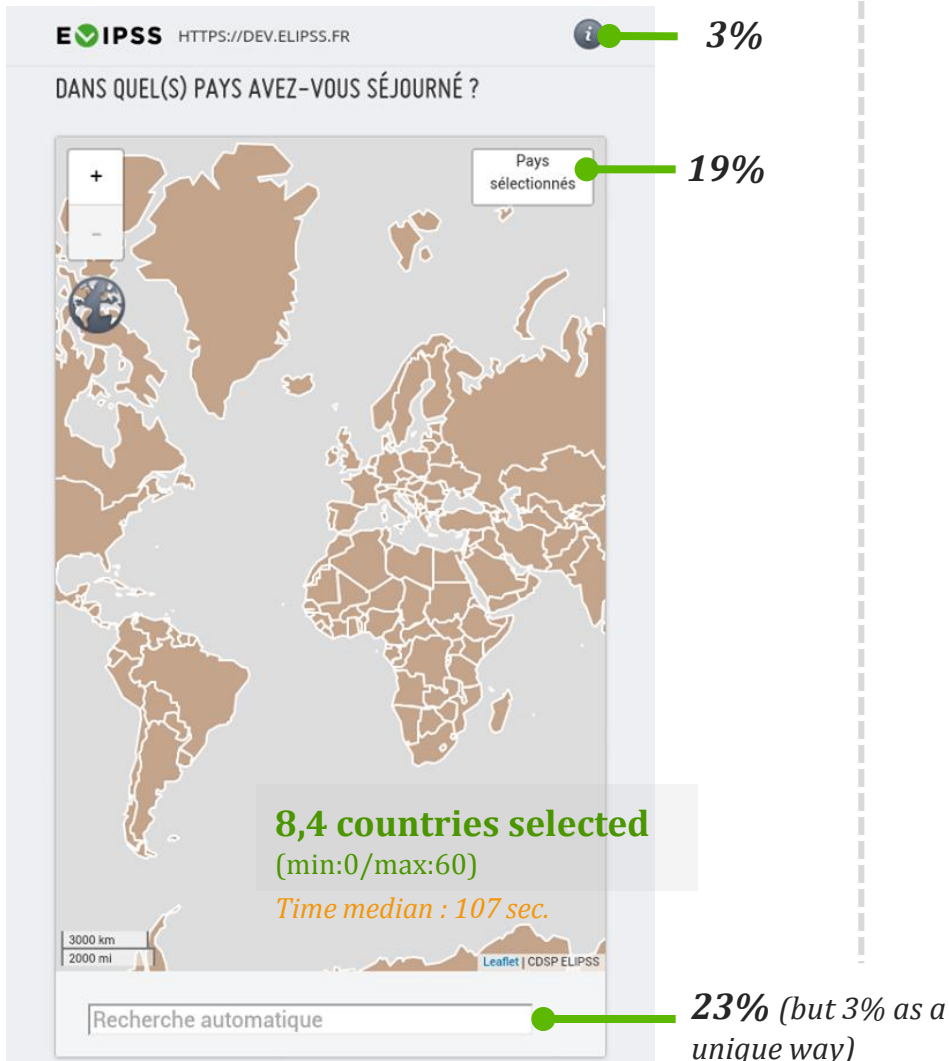 ELIPSS HTTPS://DEV.ELIPSS.FR
i
3%
DANS QUEL(S) PAYS AVEZ-VOUS SÉJOURNÉ ?
+
Pays
sélectionnés
19%
-
8,4 countries selected
(min:0/max:60)
Time median : 107 sec.
3000 km
2000 mi
Leaflet | CDSP ELIPSS
Recherche automatique
23% (but 3% as a
unique way)